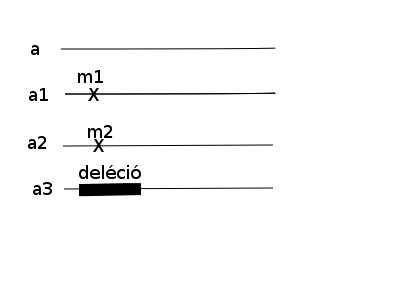 a
m1
a1 x
m2
a2 x
deléció
a3